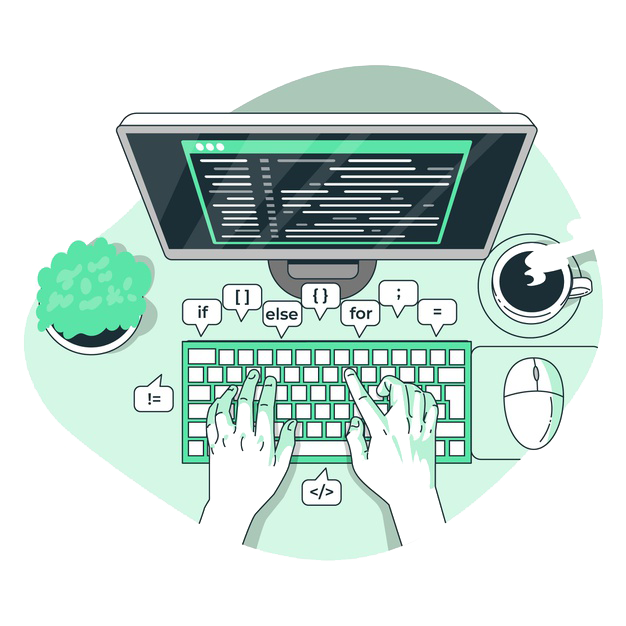 if
[ ]
else
{ }
for
;
=
!=
</>